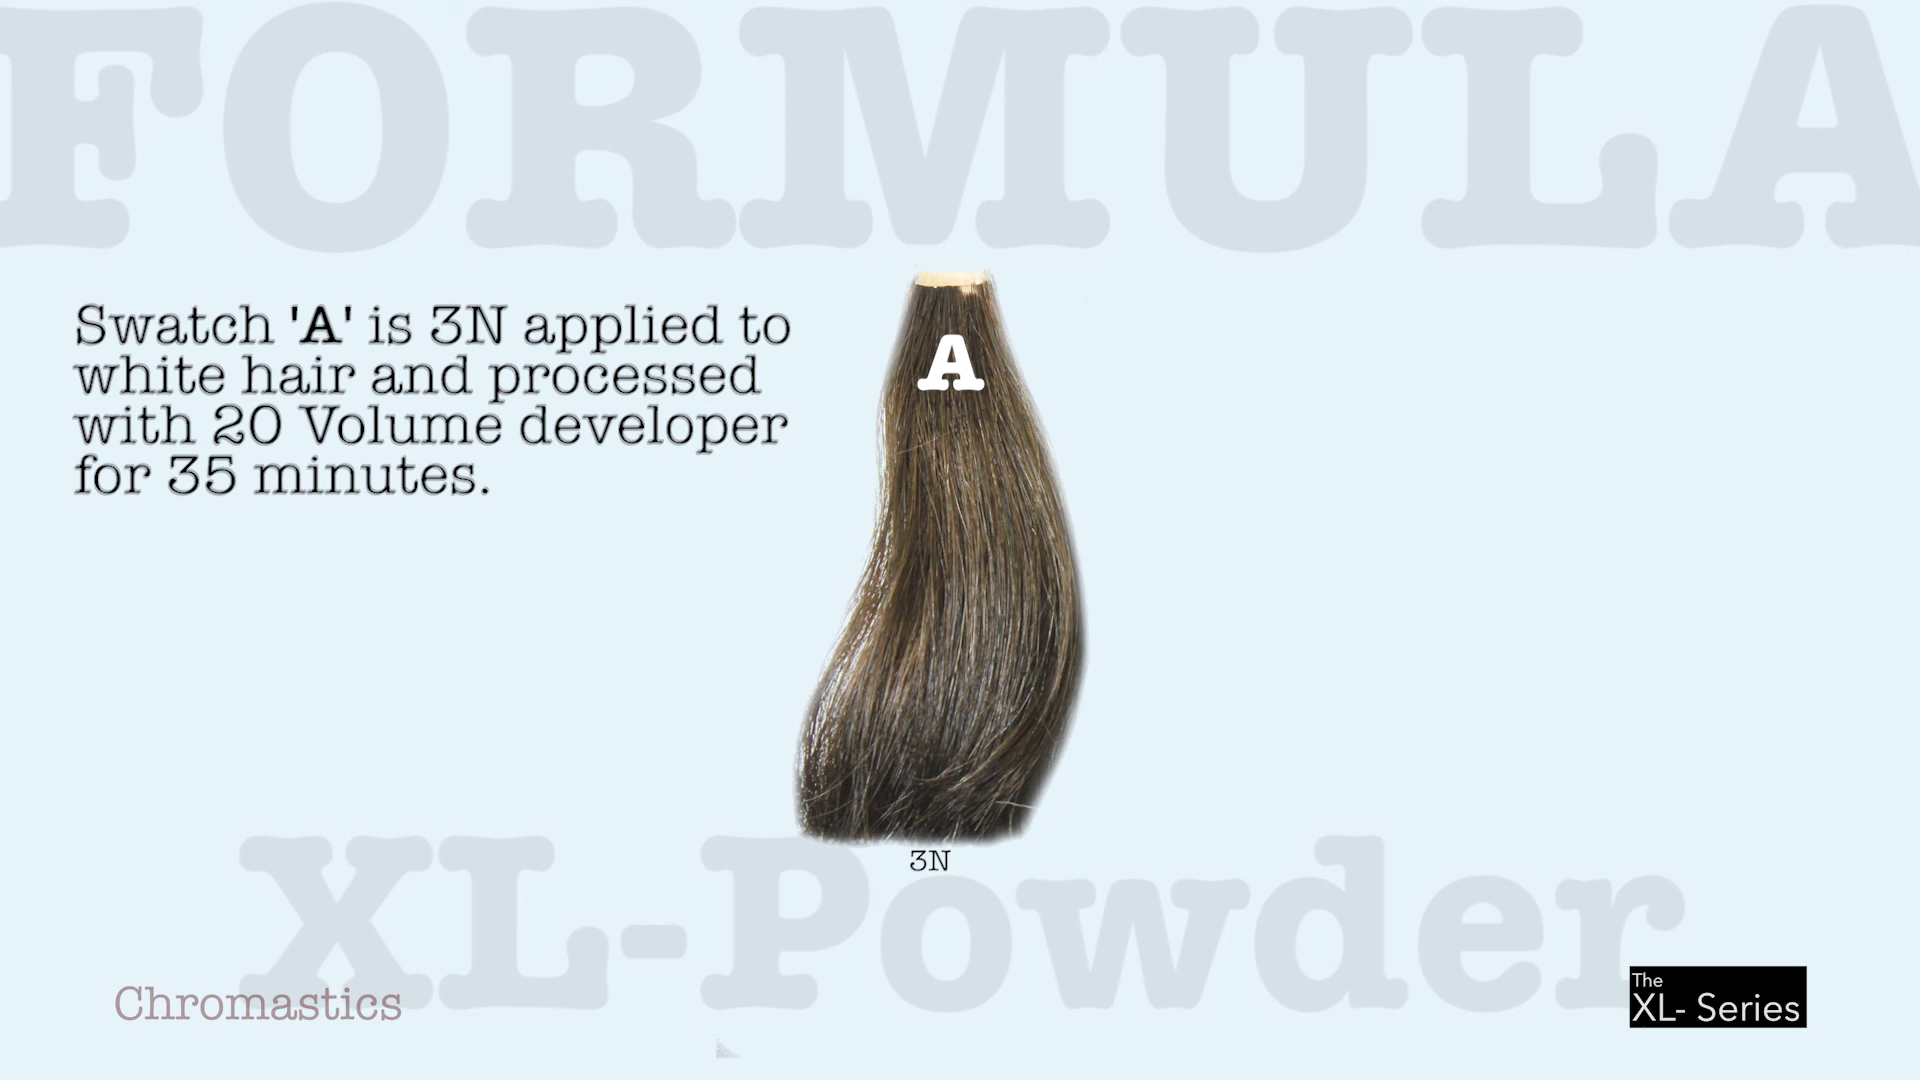 FORMULA
Swatch 'A' is 3N applied to
white hair and processed
with 20 Volume developer
for 35 minutes.
A
3N
XL-Powder
Chromastics
The
XL- Series